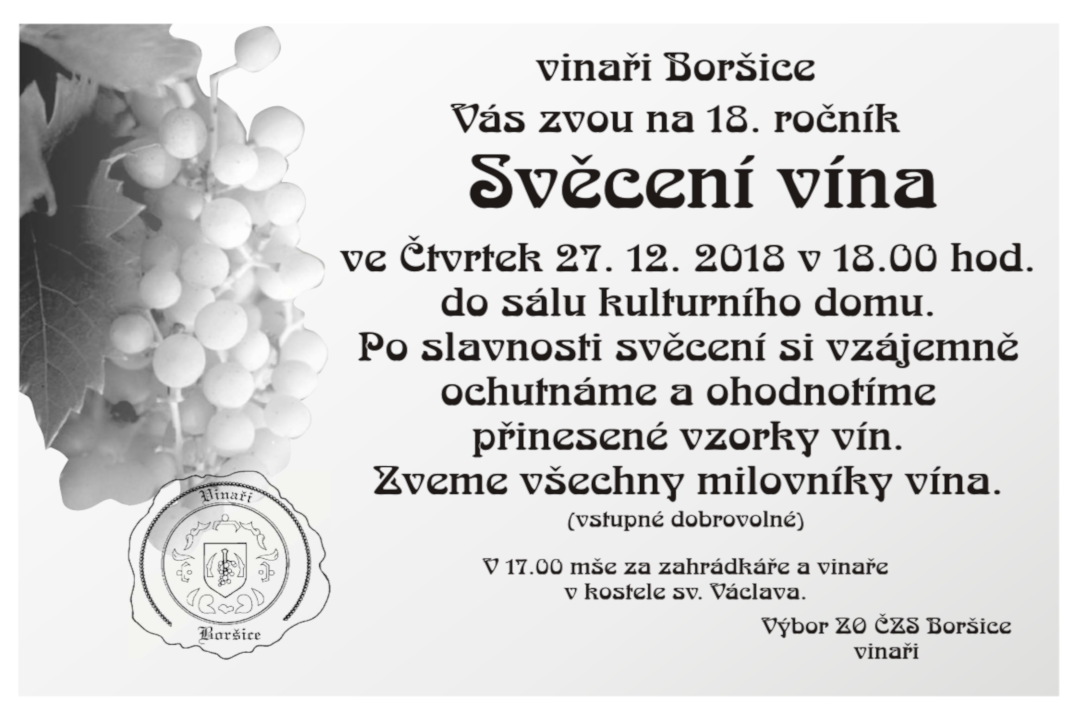 vinaři Boršice
Vás zvou na 18. ročník
Svěcení vína
ve Čtvrtek 27. 12. 2018 v 18.00 hod.
do sálu kulturního domu.
Po slavnosti svěcení si vzájemně
ochutnáme a ohodnotíme
přinesené vzorky vín.
Zveme všechny milovníky vína.
(vstupné dobrovolné)
V 17.00 mše za zahrádkáře a vinaře
v kostele sv. Václava.
Výbor ZO ČZS Boršice
vinaři
Vinaři
Boršice